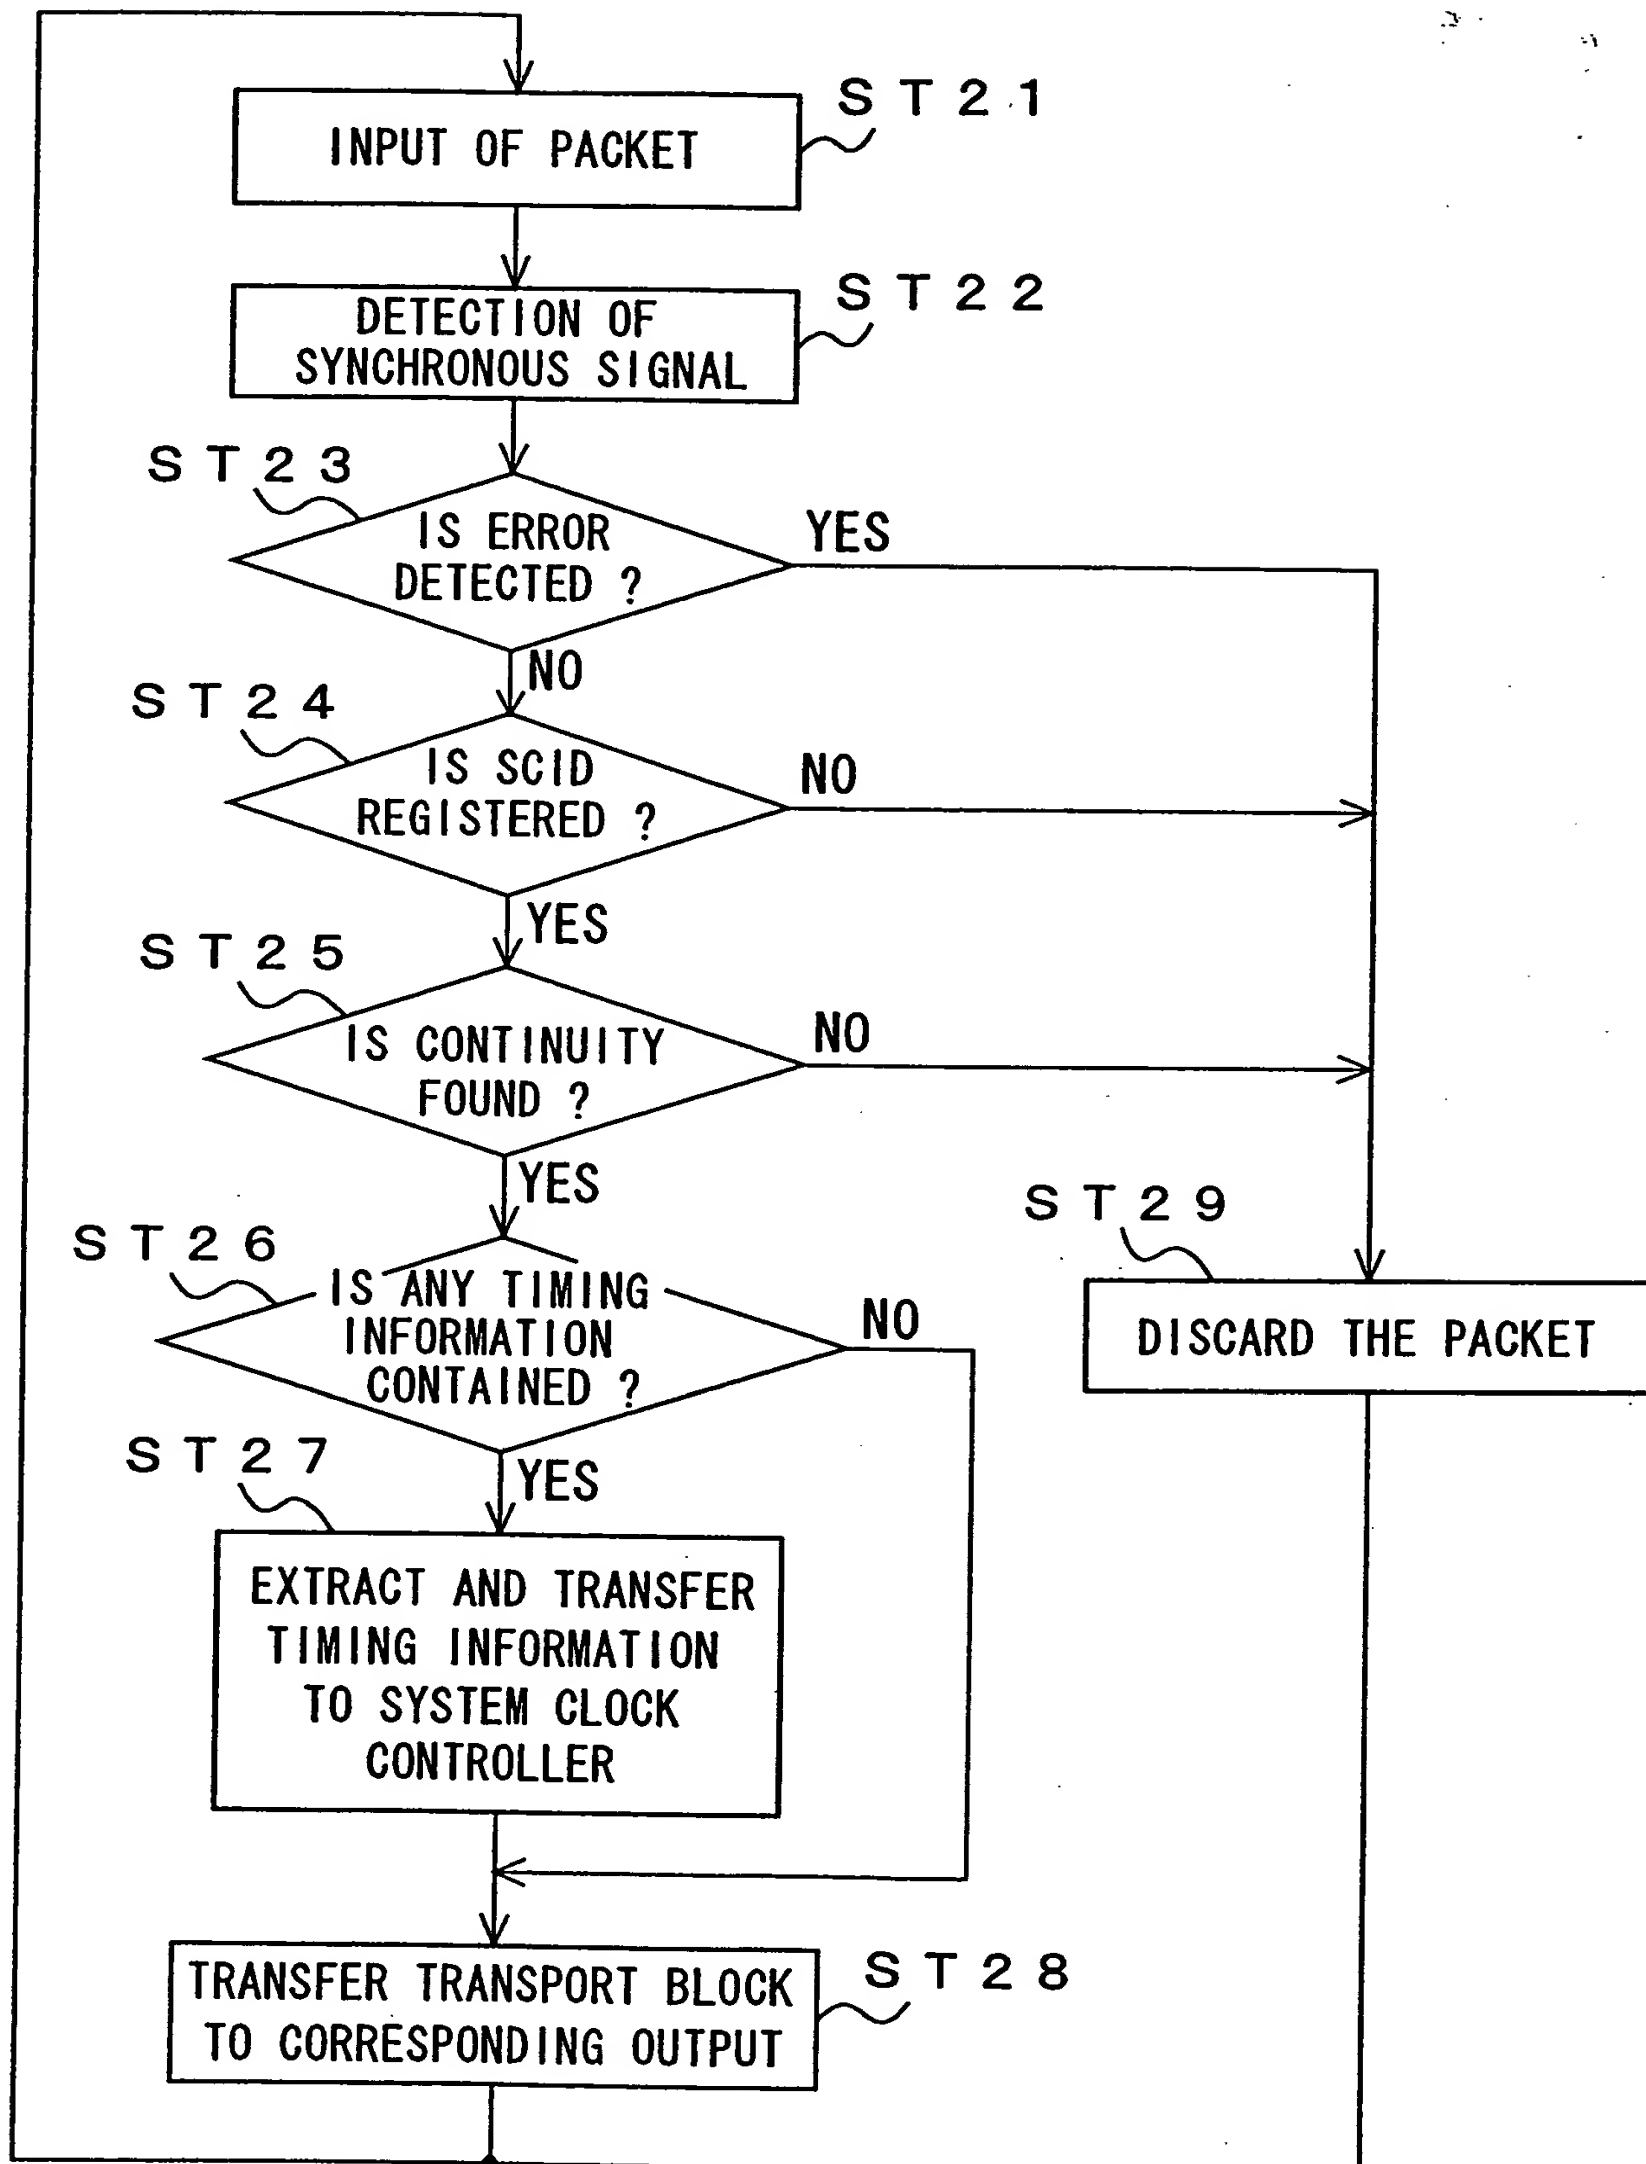 ST21
INPUT OF PACKET
ST22
DETECTION OF
SYNCHRONOUS SIGNAL
ST23
IS ERROR
DETECTED ?
YES
NO
ST24
IS SCID
REGISTERED ?
NO
YES
ST25
IS CONTINUITY
FOUND ?
NO
YES
ST26
IS ANY TIMING
INFORMATION
CONTAINED ?
NO
YES
ST29
DISCARD THE PACKET
ST27
EXTRACT AND TRANSFER
TIMING INFORMATION
TO SYSTEM CLOCK
CONTROLLER
ST28
TRANSFER TRANSPORT BLOCK
TO CORRESPONDING OUTPUT